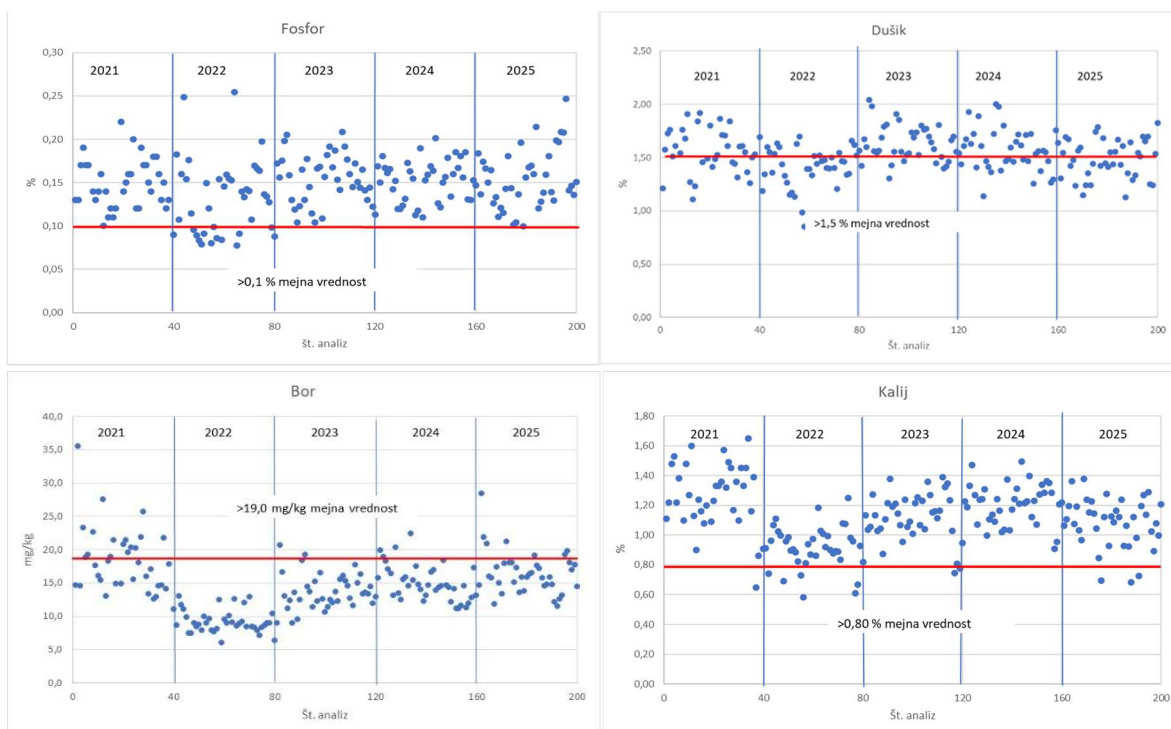 Fosfor
0,30
0,25
0,20
0,15
0,10
0,05
0,00
%
2021 2022 2023 2024 2025
>0,1 % mejna vrednost
0 40 80 120 160 200
št. analiz
Dušik
2,50
2,00
1,50
1,00
0,50
0,00
%
2021 2022 2023 2024 2025
>1,5 % mejna vrednost
0 40 80 120 160 200
Št. analiz
Bor
40,0
35,0
30,0
25,0
20,0
15,0
10,0
5,0
0,0
mg/kg
2021 2022 2023 2024 2025
>19,0 mg/kg mejna vrednost
0 40 80 120 160 200
Št. analiz
Kalij
1,80
1,60
1,40
1,20
1,00
0,80
0,60
0,40
0,20
0,00
%
2021 2022 2023 2024 2025
>0,80 % mejna vrednost
0 40 80 120 160 200
Št. analiz